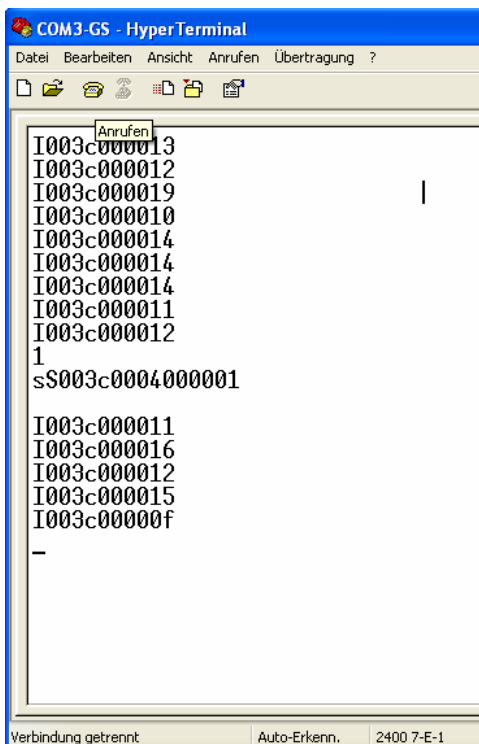 COM3-GS - HyperTerminal
Datei Bearbeiten Ansicht Anrufen Übertragung ?
Anrufen
I003c000013
I003c000012
I003c000019
I003c000010
I003c000014
I003c000014
I003c000014
I003c000011
I003c000012
1
sS003c0004000001
I003c000011
I003c000016
I003c000012
I003c000015
I003c00000f
_
Verbindung getrennt Auto-Erkenn. 2400 7-E-1